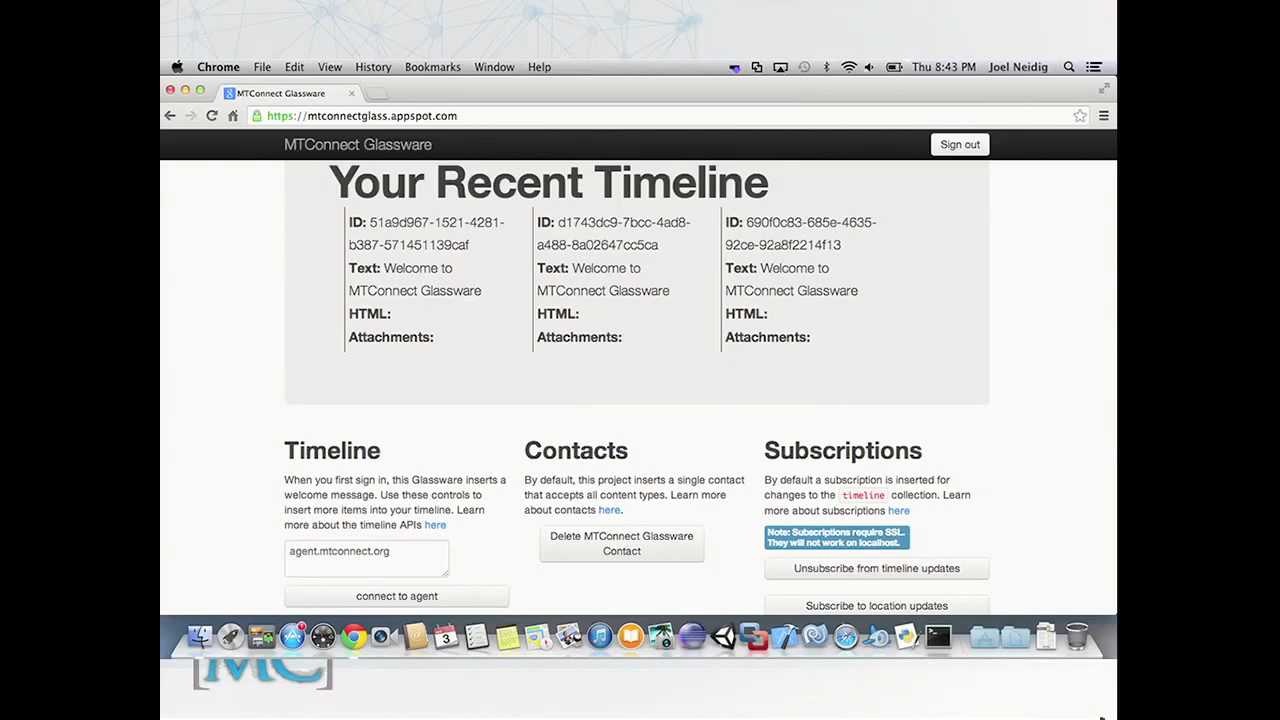 Chrome File Edit View History Bookmarks Window Help Thu 8:43 PM Joel Neidig
MTConnect Glassware
https://mtconnectglass.appspot.com
MTConnect Glassware Sign out
Your Recent Timeline
ID: 51a9d967-1521-4281-
b387-571451139caf
Text: Welcome to
MTConnect Glassware
HTML:
Attachments:
ID: d1743dc9-7bcc-4ad8-
a488-8a02647cc5ca
Text: Welcome to
MTConnect Glassware
HTML:
Attachments:
ID: 690f0c83-685e-4635-
92ce-92a8f2214f13
Text: Welcome to
MTConnect Glassware
HTML:
Attachments:
Timeline
When you first sign in, this Glassware inserts a
welcome message. Use these controls to
insert more items into your timeline. Learn
more about the timeline APIs here
agent.mtconnect.org
connect to agent
Contacts
By default, this project inserts a single contact
that accepts all content types. Learn more
about contacts here.
Delete MTConnect Glassware
Contact
Subscriptions
By default a subscription is inserted for
changes to the timeline collection. Learn
more about subscriptions here
Note: Subscriptions require SSL.
They will not work on localhost.
Unsubscribe from timeline updates
Subscribe to location updates
3
[MC]